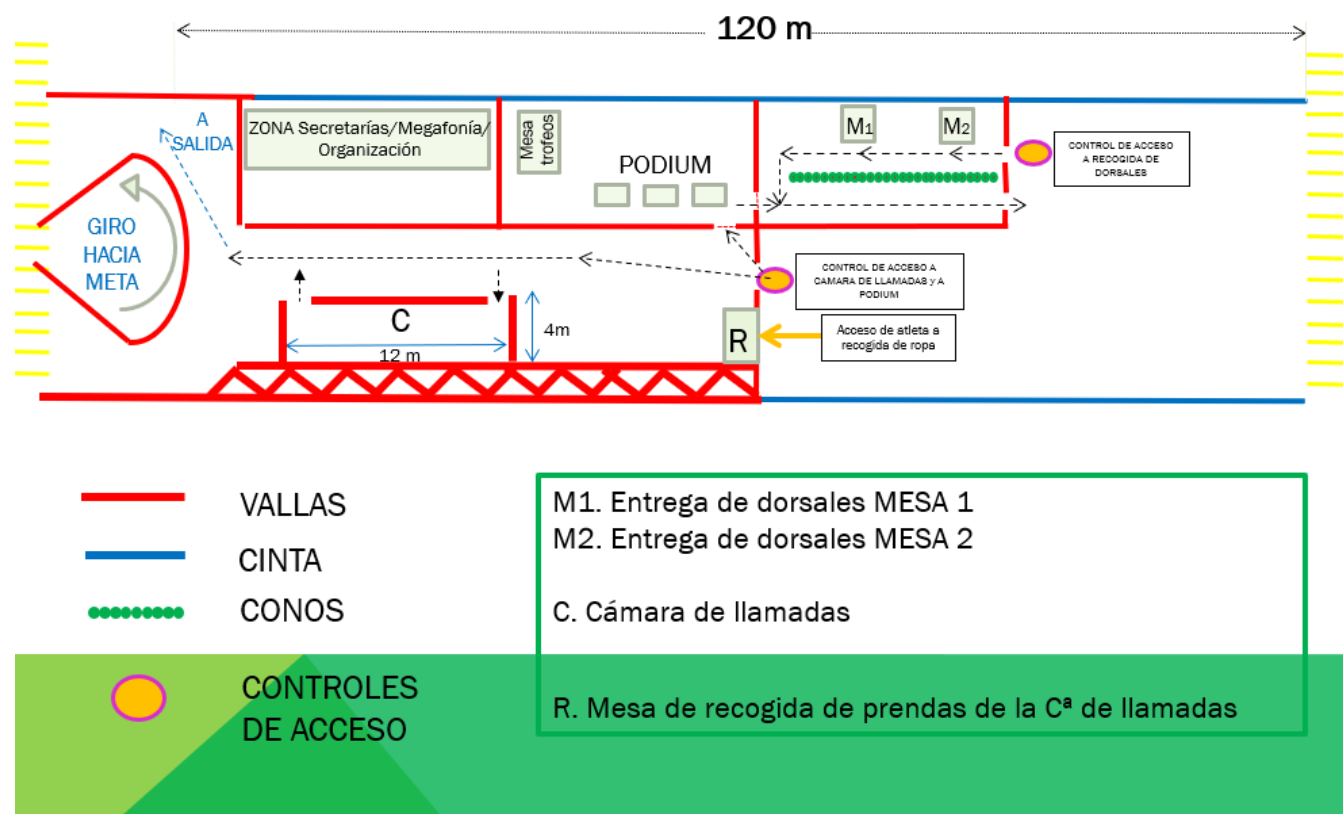 120 m
A
SALIDA
ZONA Secretarías/Megafonía/
Organización
Mesa
trofeos
PODIUM
M1
M2
CONTROL DE ACCESO
A RECOGIDA DE
DORSALES
GIRO
HACIA
META
CONTROL DE ACCESO A
CAMARA DE LLAMADAS y A
PODIUM
C
12 m
4m
R
Acceso de atleta a
recogida de ropa
VALLAS
CINTA
CONOS
CONTROLES
DE ACCESO
M1. Entrega de dorsales MESA 1
M2. Entrega de dorsales MESA 2
C. Cámara de llamadas
R. Mesa de recogida de prendas de la Cª de llamadas